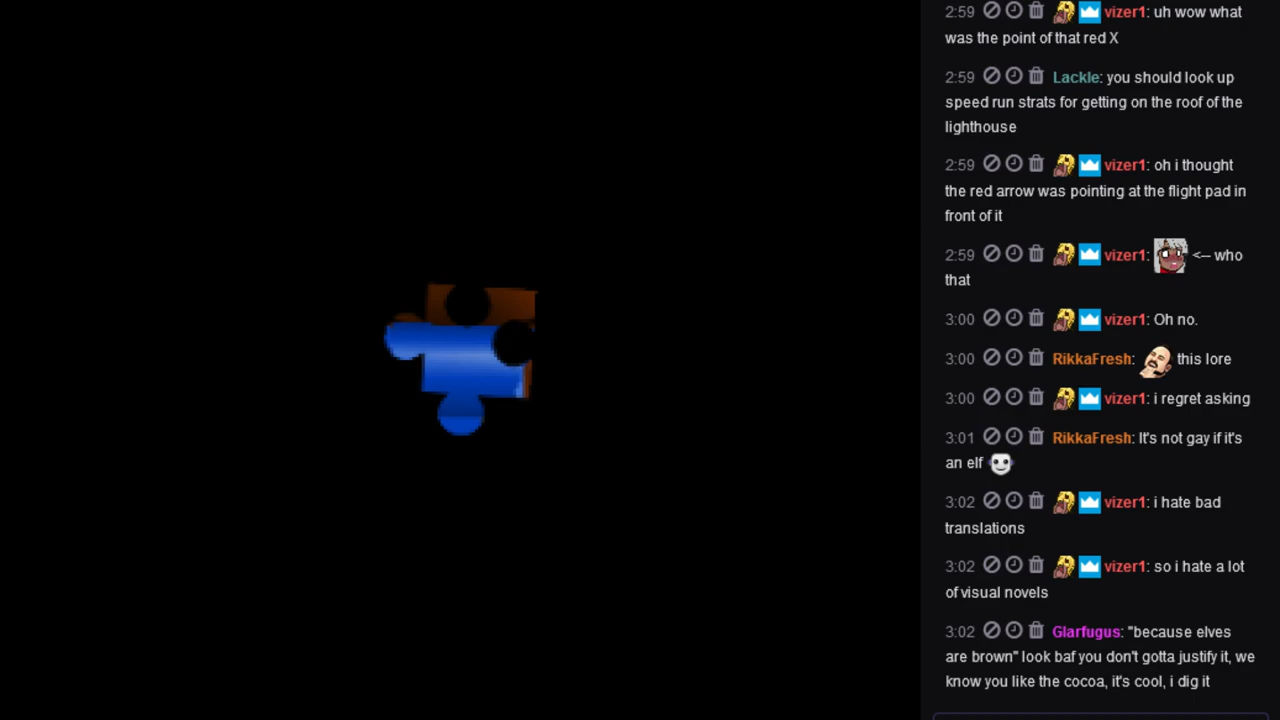 2:59 vizer1: uh wow what
was the point of that red X
2:59 Lackle: you should look up
speed run strats for getting on the roof of the
lighthouse
2:59 vizer1: oh i thought
the red arrow was pointing at the flight pad in
front of it
2:59 vizer1: <-- who
that
3:00 vizer1: Oh no.
3:00 RikkaFresh: this lore
3:00 vizer1: i regret asking
3:01 RikkaFresh: It's not gay if it's
an elf
3:02 vizer1: i hate bad
translations
3:02 vizer1: so i hate a lot
of visual novels
3:02 Glarfugus: "because elves
are brown" look baf you don't gotta justify it, we
know you like the cocoa, it's cool, i dig it